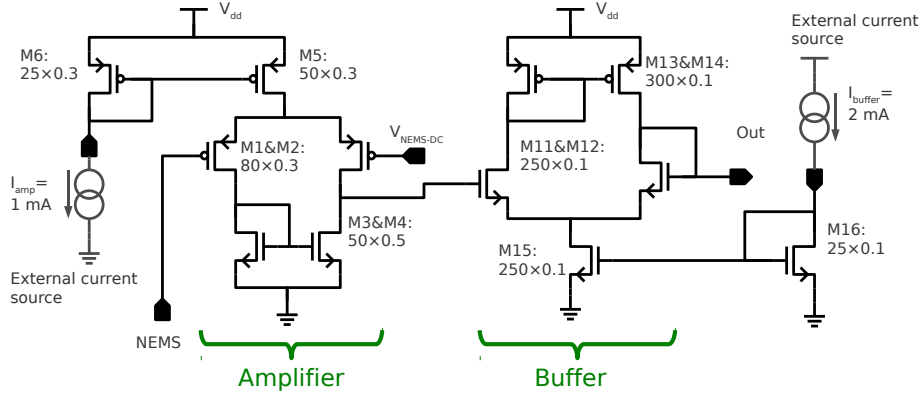 V_dd
V_dd
External current
source
M6:
25×0.3
M5:
50×0.3
M13&M14:
300×0.1
I_buffer=
2 mA
M1&M2:
80×0.3
V_NEMS-DC
M11&M12:
250×0.1
Out
I_amp=
1 mA
M3&M4:
50×0.5
M15:
250×0.1
M16:
25×0.1
External current
source
NEMS
Amplifier
Buffer